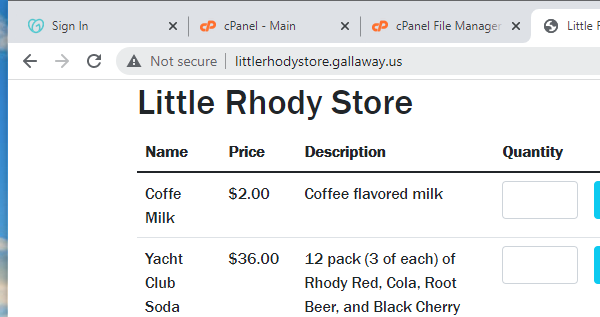 Sign In cPanel - Main cPanel File Manager Little
Not secure littlerhodystore.gallaway.us
Little Rhody Store
Name Price Description Quantity
Coffe $2.00 Coffee flavored milk
Milk
Yacht $36.00 12 pack (3 of each) of
Club Rhody Red, Cola, Root
Soda Beer, and Black Cherry